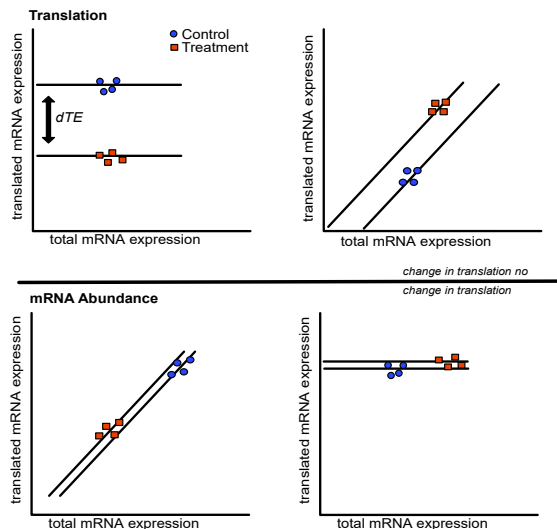 Translation
Control
Treatment
translated mRNA expression
dTE
total mRNA expression
translated mRNA expression
total mRNA expression
change in translation no
change in translation
mRNA Abundance
translated mRNA expression
total mRNA expression
translated mRNA expression
total mRNA expression